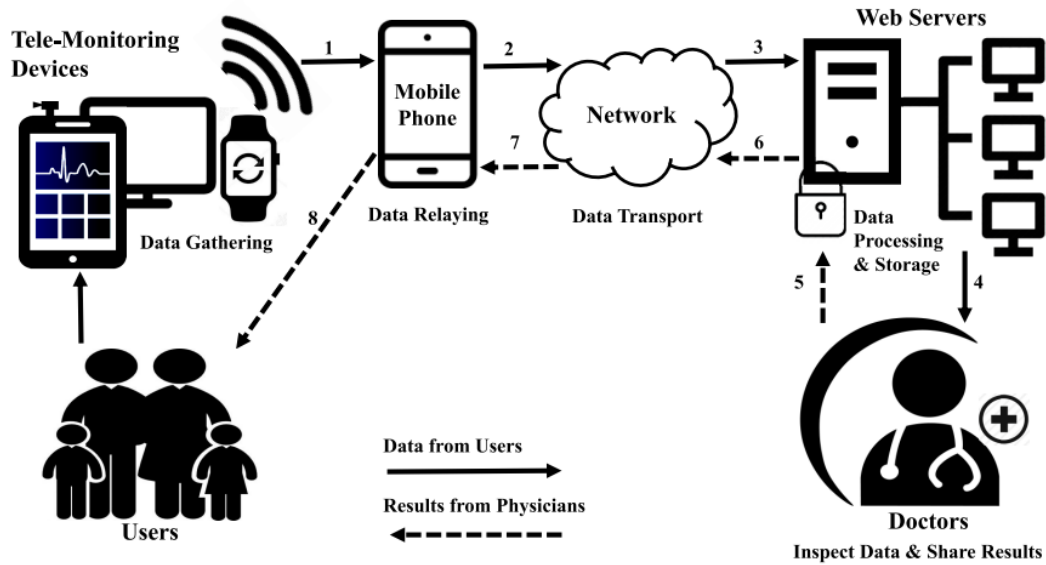 Web Servers
Tele-Monitoring
Devices
1
2
3
Mobile
Phone
Network
7
6
8
Data Gathering
Data Relaying
Data Transport
Data
Processing
& Storage
5
4
Data from Users
Results from Physicians
Users
Doctors
Inspect Data & Share Results